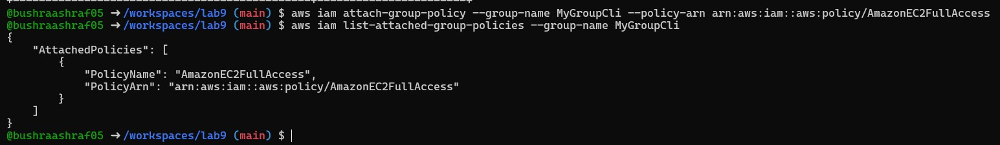 @bushraashraf05 → /workspaces/lab9 (main) $ aws iam attach-group-policy --group-name MyGroupCli --policy-arn arn:aws:iam::aws:policy/AmazonEC2FullAccess
@bushraashraf05 → /workspaces/lab9 (main) $ aws iam list-attached-group-policies --group-name MyGroupCli
{
    "AttachedPolicies": [
        {
            "PolicyName": "AmazonEC2FullAccess",
            "PolicyArn": "arn:aws:iam::aws:policy/AmazonEC2FullAccess"
        }
    ]
}
@bushraashraf05 → /workspaces/lab9 (main) $